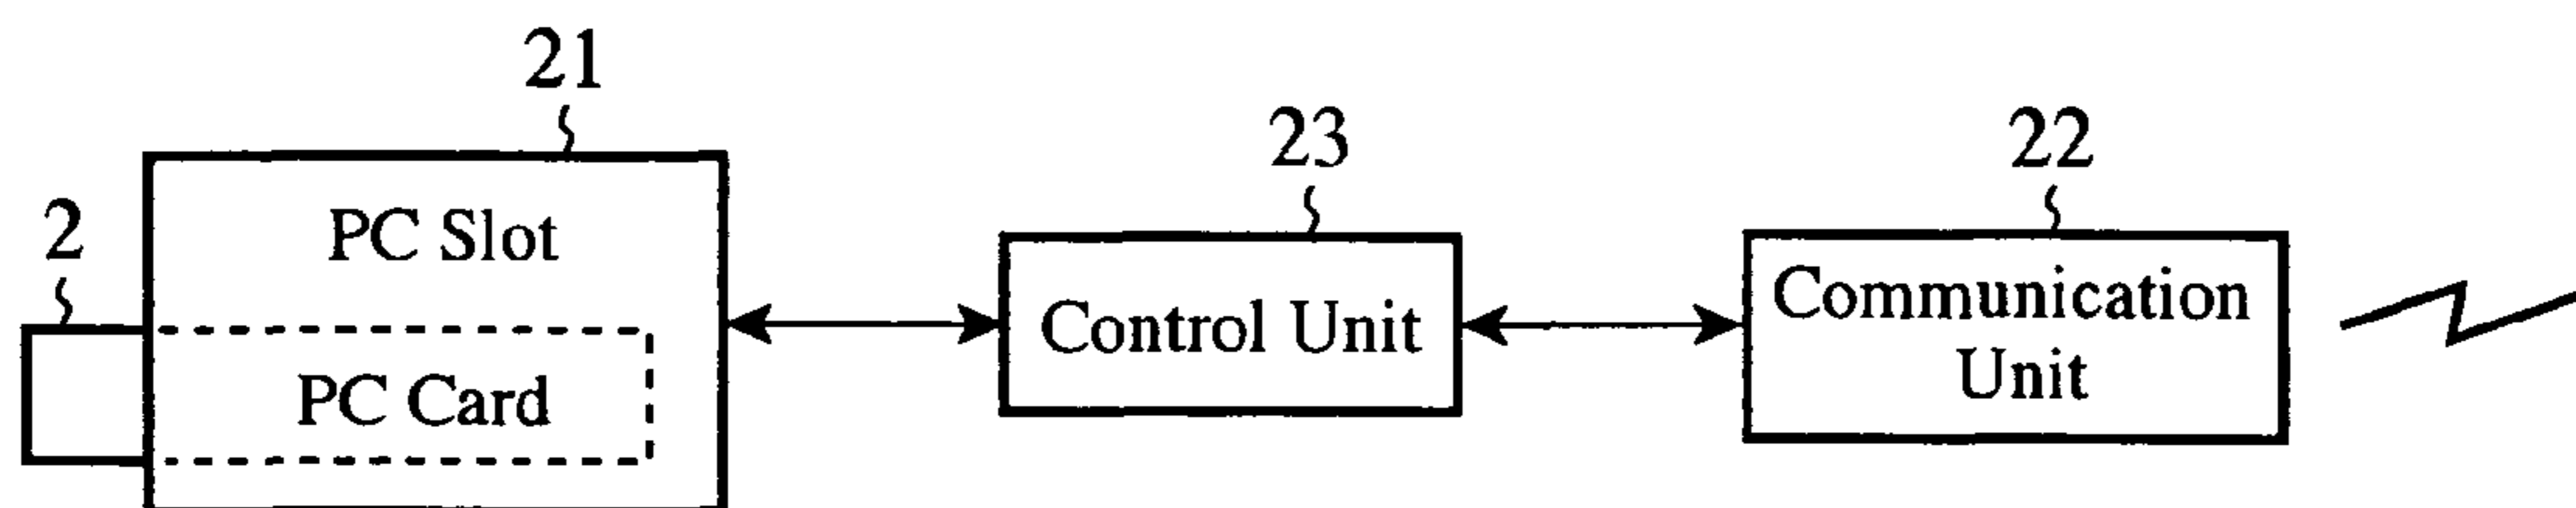 21
23
22
2
PC Slot
PC Card
Control Unit
Communication
Unit